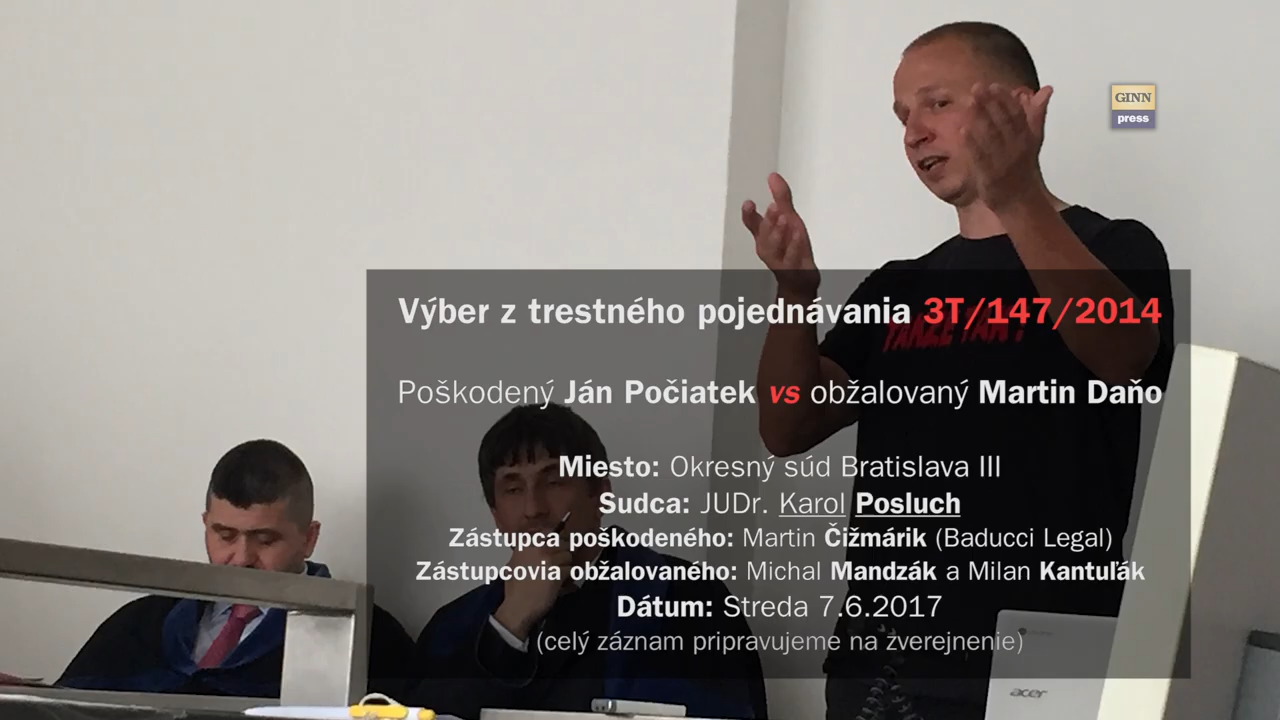 GINN
press
Výber z trestného pojednávania 3T/147/2014
Poškodený Ján Počiatek vs obžalovaný Martin Daňo
Miesto: Okresný súd Bratislava III
Sudca: JUDr. Karol Posluch
Zástupca poškodeného: Martin Čižmárik (Baducci Legal)
Zástupcovia obžalovaného: Michal Mandzák a Milan Kantuľák
Dátum: Streda 7.6.2017
(celý záznam pripravujeme na zverejnenie)
acer